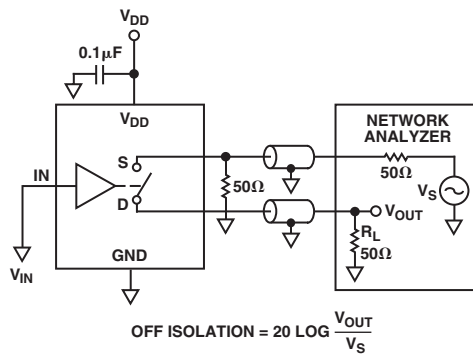 VDD
0.1µF
VDD
NETWORK
ANALYZER
IN
S
50Ω
50Ω
VS
D
VOUT
RL
50Ω
VIN
GND
OFF ISOLATION = 20 LOG VOUT
VS